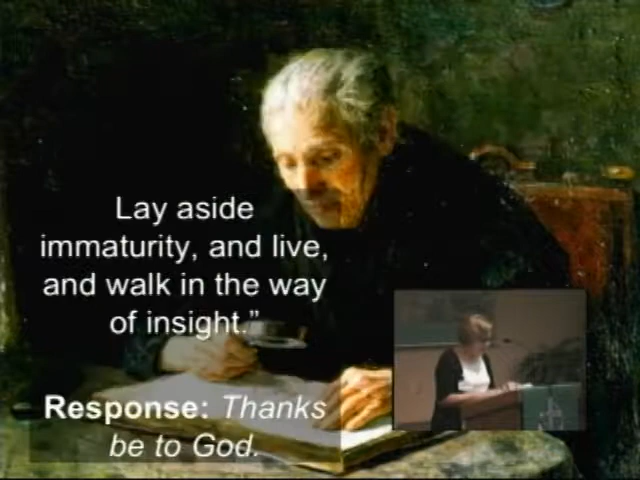 Lay aside
immaturity, and live,
and walk in the way
of insight.”
Response: Thanks
be to God.